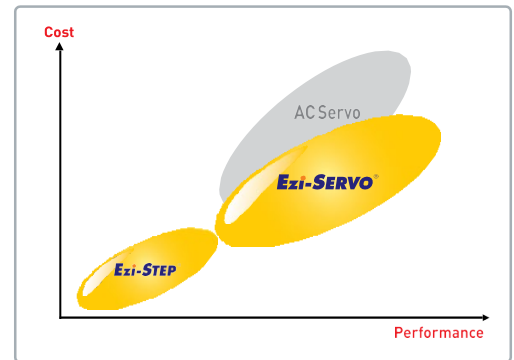 Cost
AC Servo
Ezi-SERVO®
Ezi-STEP
Performance